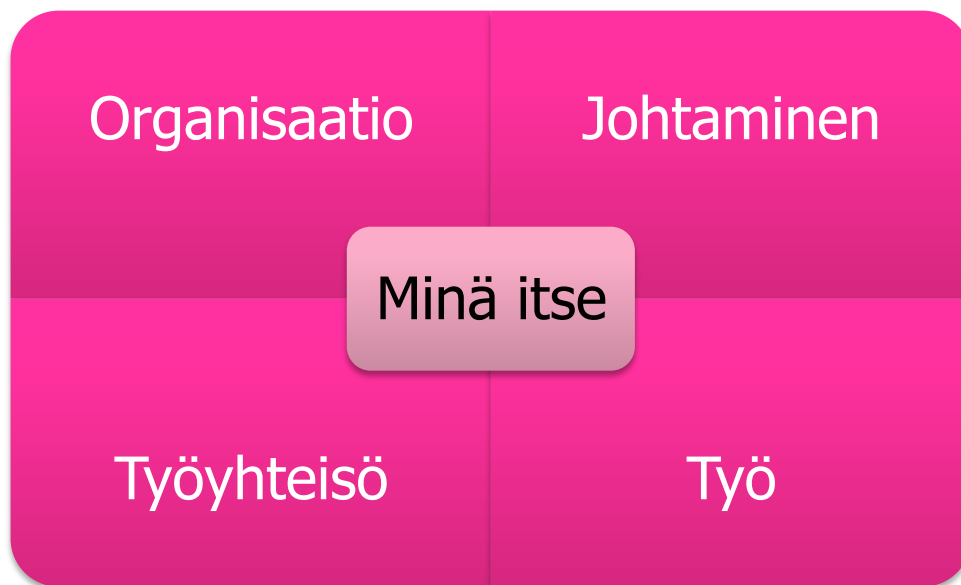 Organisaatio
Johtaminen
Minä itse
Työyhteisö
Työ